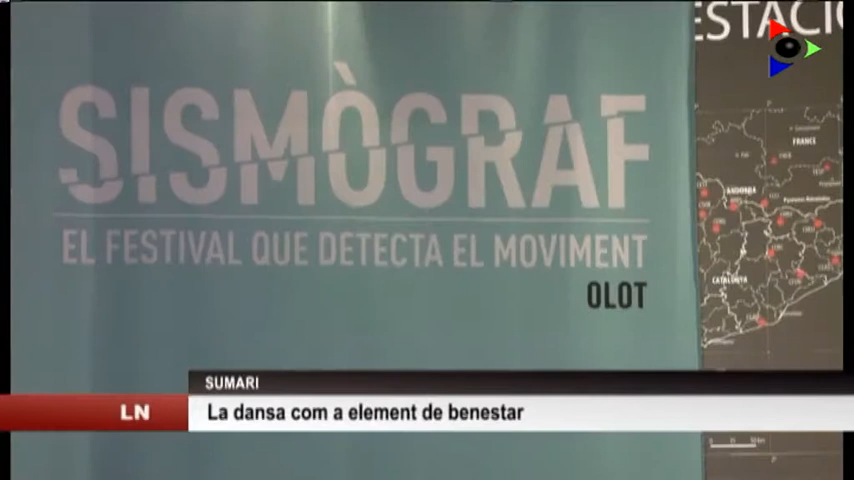 SISMÒGRAF
EL FESTIVAL QUE DETECTA EL MOVIMENT
OLOT
FRANCE
ANDORRA
CATALUNYA
SUMARI
LN
La dansa com a element de benestar